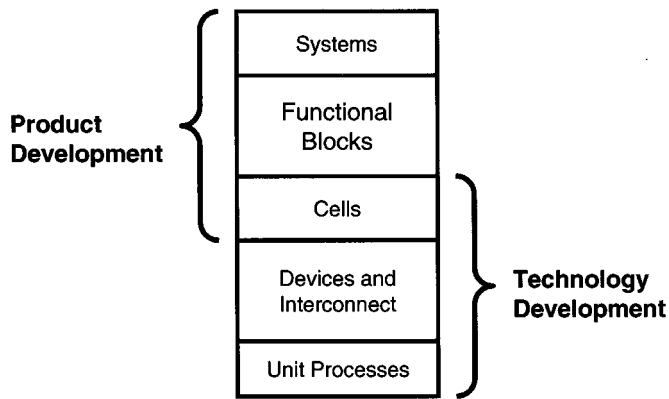 Systems
Functional
Blocks
Product
Development
Cells
Devices and
Interconnect
Technology
Development
Unit Processes